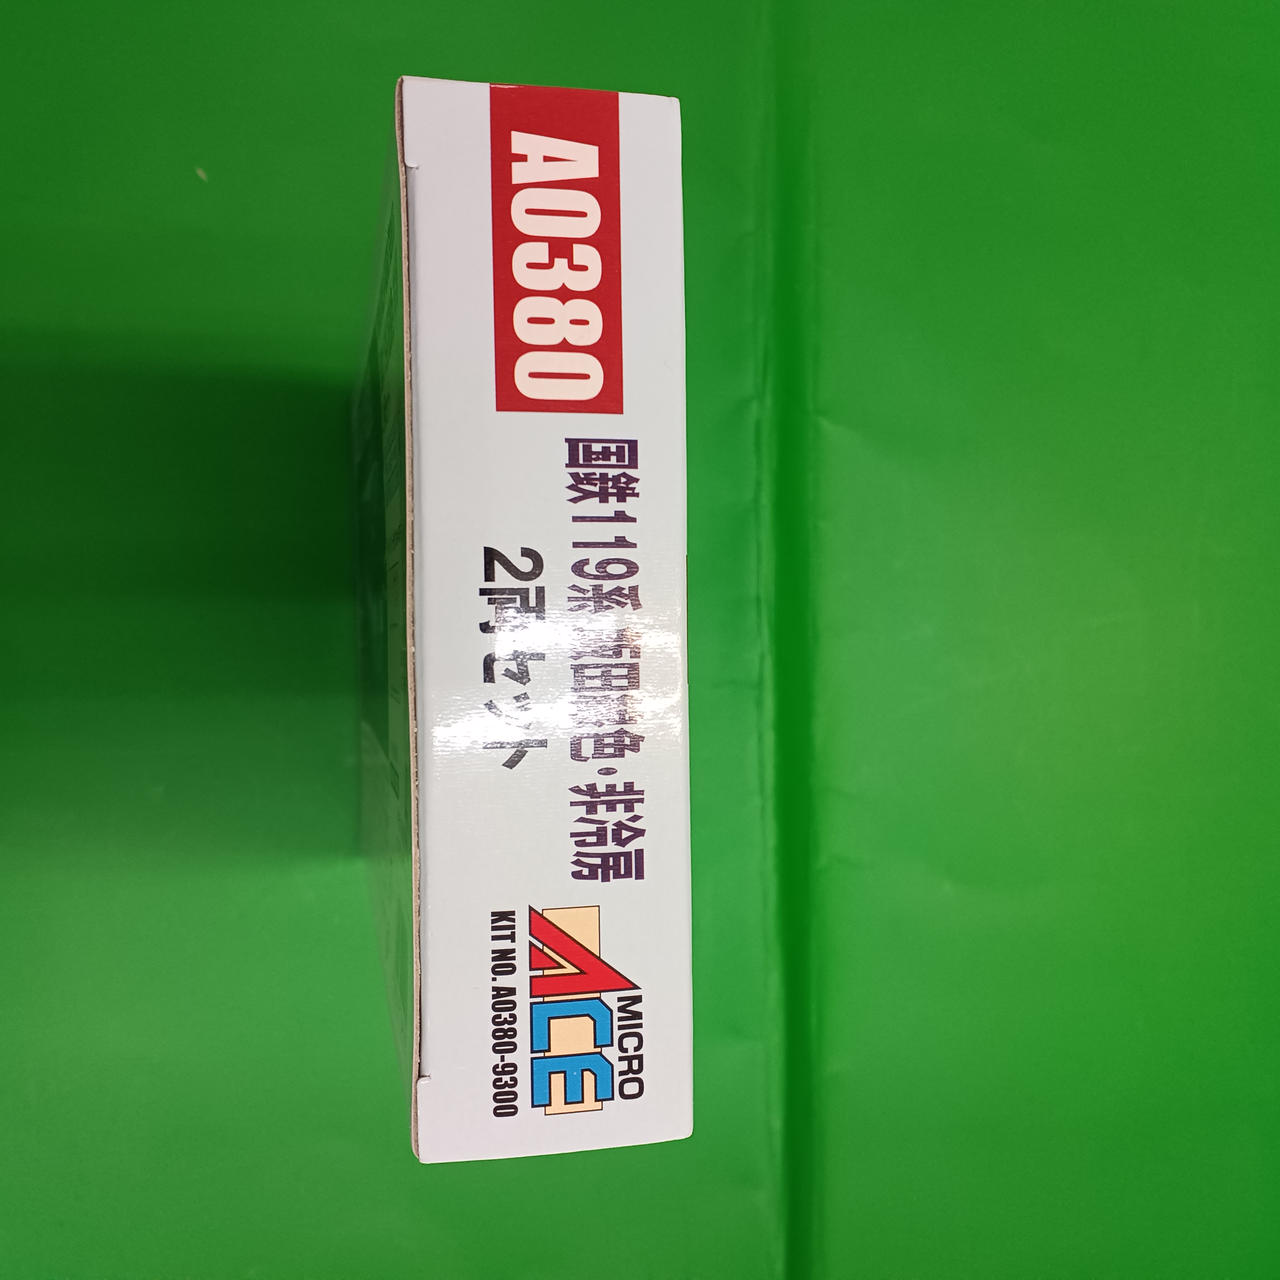 A0380
国鉄119系 飯田線色・非冷房
2両セット
MICRO
ACE
KIT NO. A0380-9300